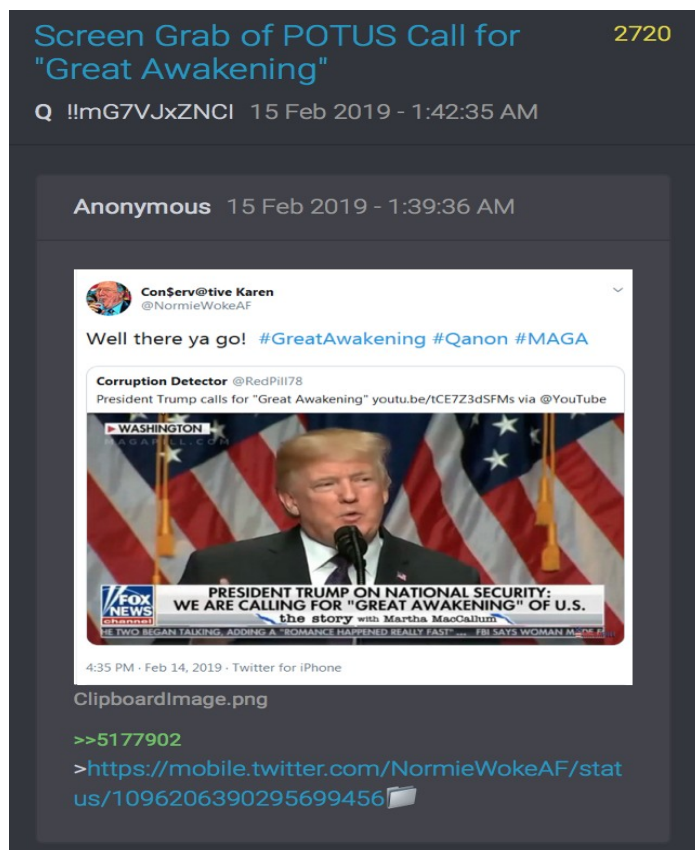 Screen Grab of POTUS Call for 2720
"Great Awakening"
Q !!mG7VJxZNCI 15 Feb 2019 - 1:42:35 AM
Anonymous 15 Feb 2019 - 1:39:36 AM
Con$erv@tive Karen
@NormieWokeAF
Well there ya go! #GreatAwakening #Qanon #MAGA
Corruption Detector @RedPill78
President Trump calls for "Great Awakening" youtu.be/tCE7Z3dSFMs via @YouTube
WASHINGTON
MAGAPILL.COM
PRESIDENT TRUMP ON NATIONAL SECURITY:
WE ARE CALLING FOR "GREAT AWAKENING" OF U.S.
FOX
NEWS
channel
the story with Martha MacCallum
HE TWO BEGAN TALKING, ADDING A "ROMANCE HAPPENED REALLY FAST" ... FBI SAYS WOMAN
4:35 PM · Feb 14, 2019 · Twitter for iPhone
ClipboardImage.png
>>5177902
>https://mobile.twitter.com/NormieWokeAF/stat
us/1096206390295699456